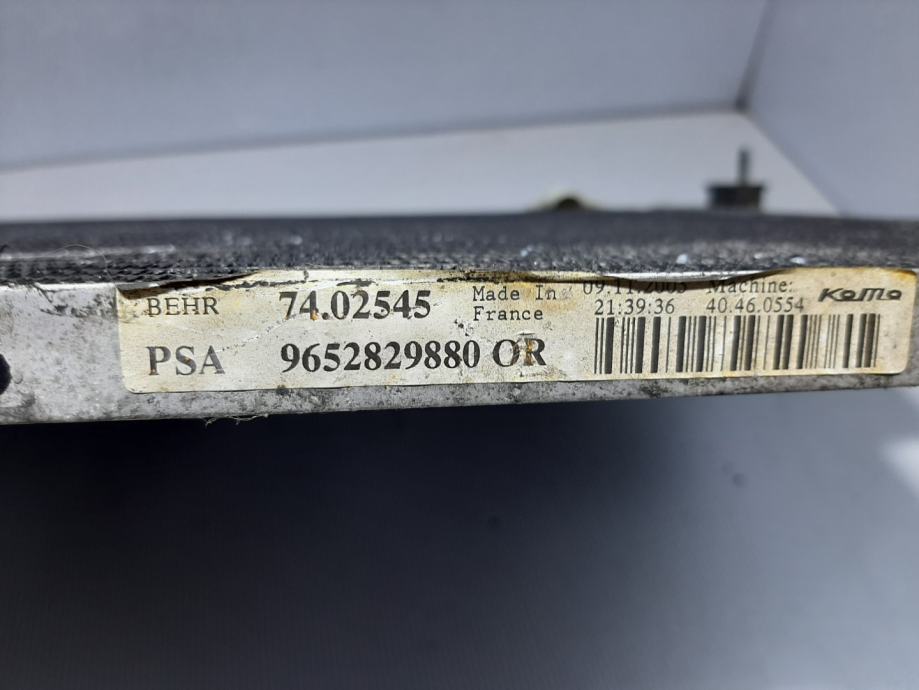 BEHR 74.02545 Made In 09.11.2005 Machine: KoMo
France 21:39:36 40.46.0554
PSA 9652829880 OR